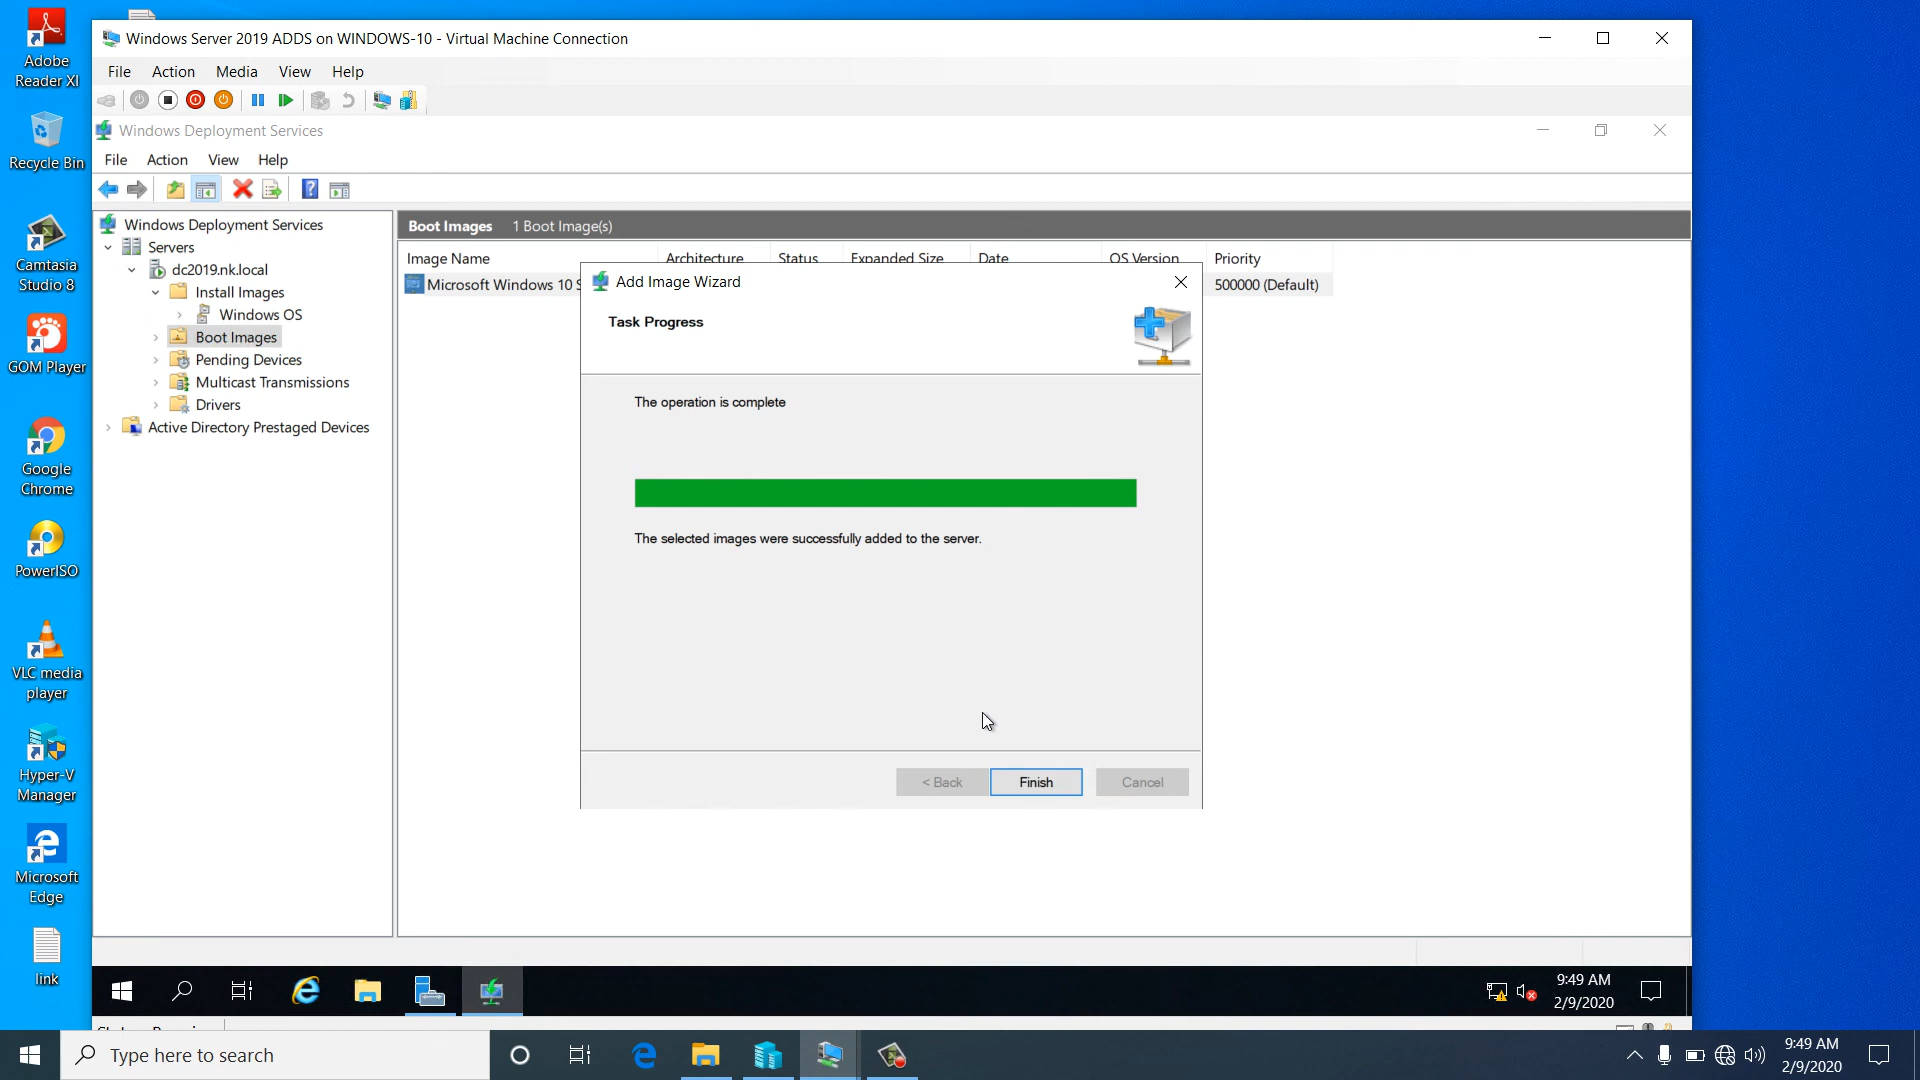 Adobe
Reader XI
Recycle Bin
Camtasia
Studio 8
GOM Player
Google
Chrome
PowerISO
VLC media
player
Hyper-V
Manager
Microsoft
Edge
link
Windows Server 2019 ADDS on WINDOWS-10 - Virtual Machine Connection
File Action Media View Help
Windows Deployment Services
File Action View Help
Windows Deployment Services
Servers
dc2019.nk.local
Install Images
Windows OS
Boot Images
Pending Devices
Multicast Transmissions
Drivers
Active Directory Prestaged Devices
Boot Images 1 Boot Image(s)
Image Name Architecture Status Expanded Size Date OS Version Priority
Microsoft Windows 10 S 500000 (Default)
Add Image Wizard
Task Progress
The operation is complete
The selected images were successfully added to the server.
< Back Finish Cancel
9:49 AM
2/9/2020
Type here to search
9:49 AM
2/9/2020